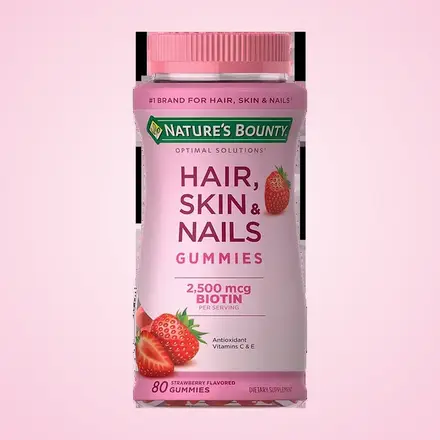 #1 BRAND FOR HAIR, SKIN & NAILS
NATURE'S BOUNTY
OPTIMAL SOLUTIONS®
HAIR,
SKIN &
NAILS
GUMMIES
2,500 mcg
BIOTIN
PER SERVING
Antioxidant
Vitamins C & E
80 STRAWBERRY FLAVORED
GUMMIES
DIETARY SUPPLEMENT